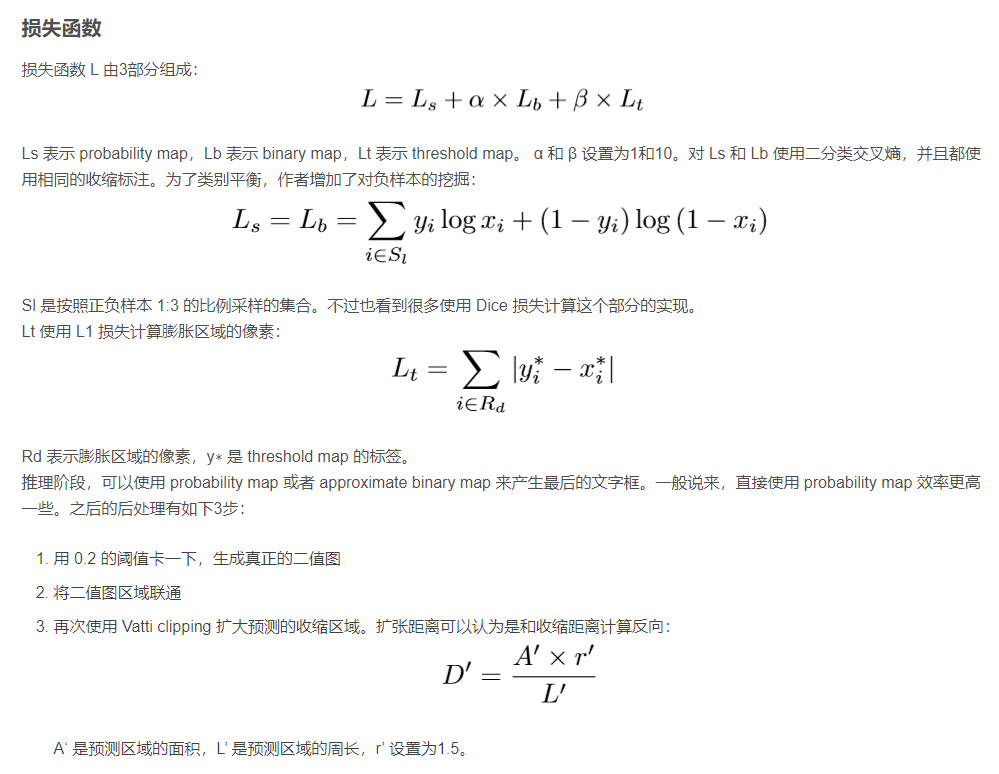 损失函数
损失函数 L 由3部分组成：
L = L_s + α × L_b + β × L_t
Ls 表示 probability map，Lb 表示 binary map，Lt 表示 threshold map。 α 和 β 设置为1和10。对 Ls 和 Lb 使用二分类交叉熵，并且都使
用相同的收缩标注。为了类别平衡，作者增加了对负样本的挖掘：
L_s = L_b = ∑_{i∈S_l} y_i log x_i + (1 − y_i) log (1 − x_i)
Sl 是按照正负样本 1:3 的比例采样的集合。不过也看到很多使用 Dice 损失计算这个部分的实现。
Lt 使用 L1 损失计算膨胀区域的像素：
L_t = ∑_{i∈R_d} |y_i^* − x_i^*|
Rd 表示膨胀区域的像素，y∗ 是 threshold map 的标签。
推理阶段，可以使用 probability map 或者 approximate binary map 来产生最后的文字框。一般说来，直接使用 probability map 效率更高
一些。之后的后处理有如下3步：
1. 用 0.2 的阈值卡一下，生成真正的二值图
2. 将二值图区域联通
3. 再次使用 Vatti clipping 扩大预测的收缩区域。扩张距离可以认为是和收缩距离计算反向：
D′ = \frac{A′ × r′}{L′}
A‘ 是预测区域的面积，L’ 是预测区域的周长，r’ 设置为1.5。